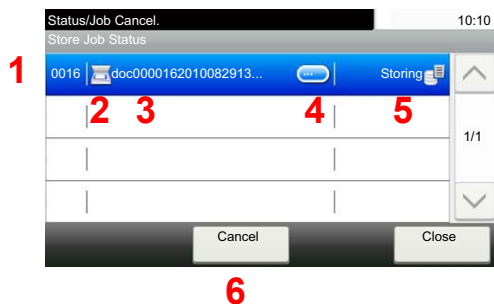 Status/Job Cancel. 10:10
Store Job Status
1 0016 doc0000162010082913... Storing
2 3 4 5
1/1
Cancel Close
6